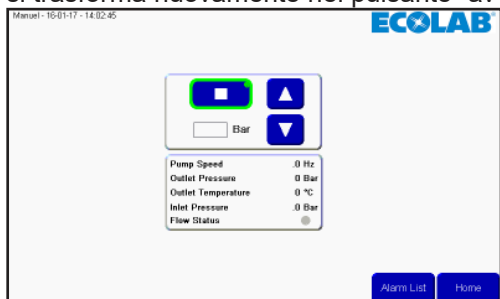 Manuel - 16-01-17 - 14:02:45
ECOLAB®
Bar
Pump Speed .0 Hz
Outlet Pressure 0 Bar
Outlet Temperature 0 °C
Inlet Pressure .0 Bar
Flow Status
Alarm List Home